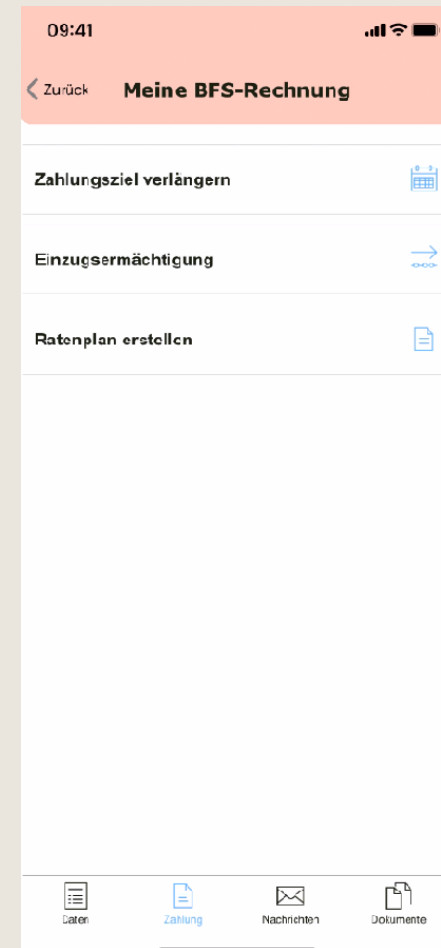 09:41
Zurück Meine BFS-Rechnung
Zahlungsziel verlängern
Einzugsermächtigung
Ratenplan erstellen
Daten Zahlung Nachrichten Dokumente